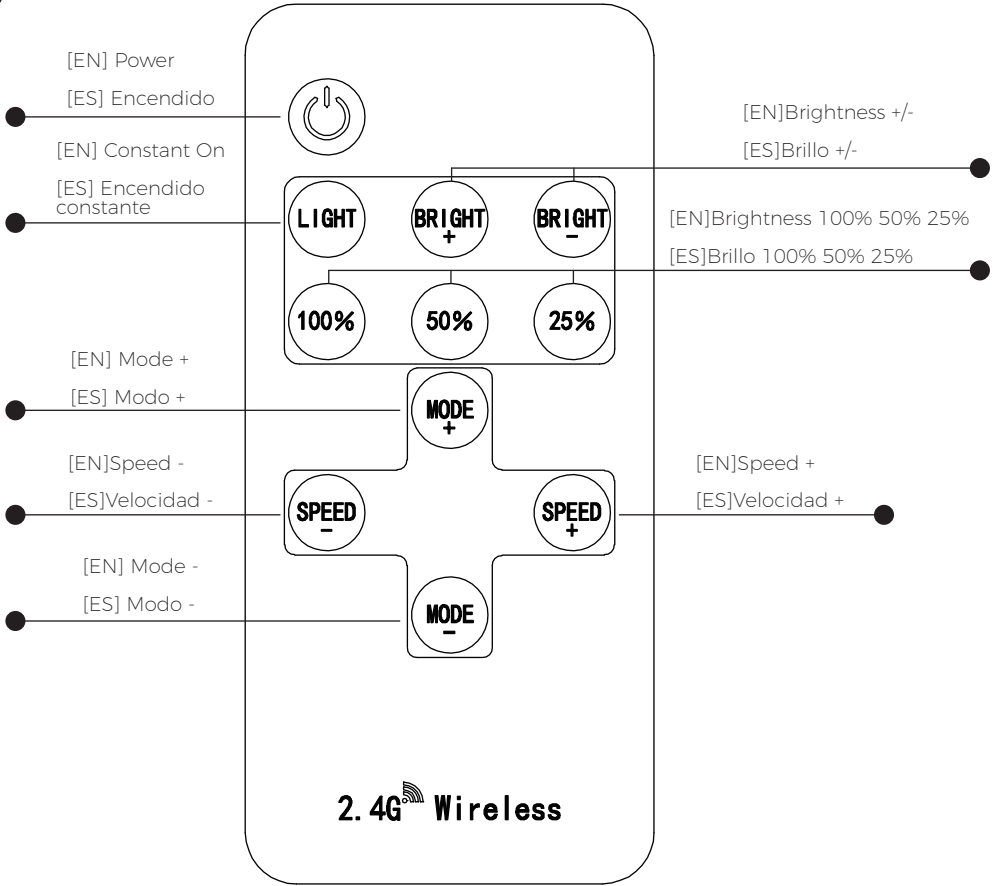 [EN] Power
[ES] Encendido
[EN]Brightness +/-
[ES]Brillo +/-
[EN] Constant On
[ES] Encendido
constante
LIGHT
BRIGHT
+
BRIGHT
-
[EN]Brightness 100% 50% 25%
[ES]Brillo 100% 50% 25%
100%
50%
25%
[EN] Mode +
[ES] Modo +
MODE
+
[EN]Speed -
[ES]Velocidad -
SPEED
-
SPEED
+
[EN]Speed +
[ES]Velocidad +
[EN] Mode -
[ES] Modo -
MODE
-
2.4G Wireless